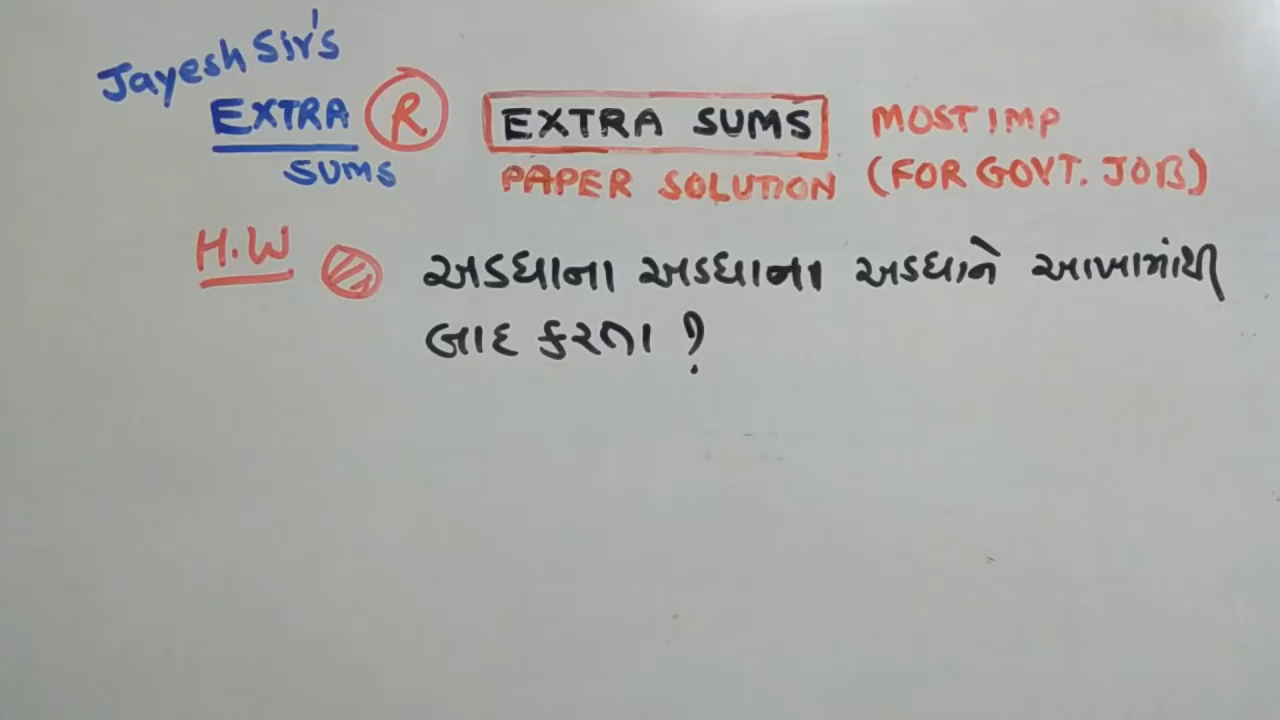 Jayesh Sir's
EXTRA R EXTRA SUMS MOST IMP
SUMS PAPER SOLUTION (FOR GOVT. JOB)
H.W અડધાના અડધાના અડધાને આખામાંથી
બાદ કરતા ?